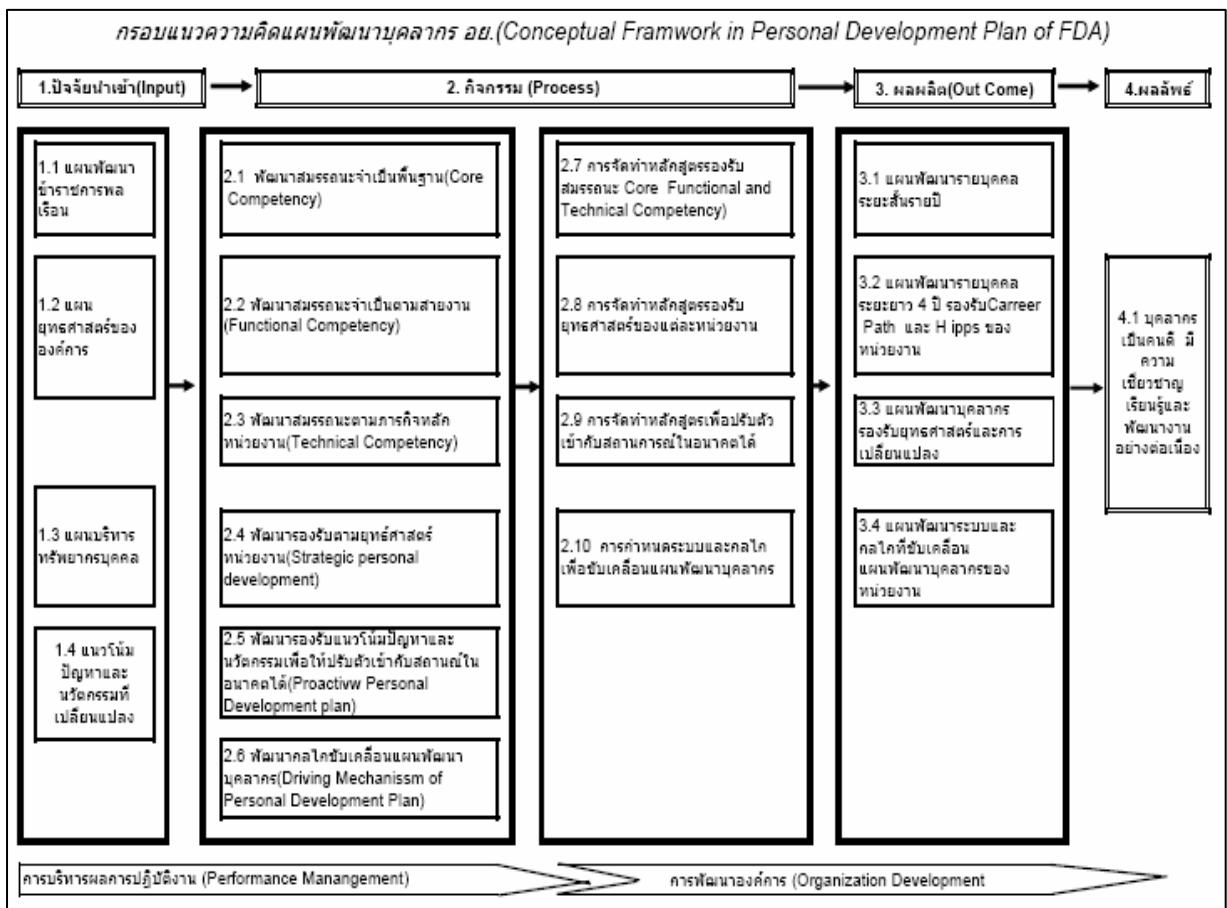 กรอบแนวความคิดแผนพัฒนาบุคลากร อย.(Conceptual Framwork in Personal Development Plan of FDA)
1.ปัจจัยนำเข้า(Input)
2. กิจกรรม (Process)
3. ผลผลิต(Out Come)
4.ผลลัพธ์
1.1 แผนพัฒนา
ข้าราชการพล
เรือน
1.2 แผน
ยุทธศาสตร์ของ
องค์การ
1.3 แผนบริหาร
ทรัพยากรบุคคล
1.4 แนวโน้ม
ปัญหาและ
นวัตกรรมที่
เปลี่ยนแปลง
2.1 พัฒนาสมรรถนะจำเป็นพื้นฐาน(Core
Competency)
2.2 พัฒนาสมรรถนะจำเป็นตามสายงาน
(Functional Competency)
2.3 พัฒนาสมรรถนะตามภารกิจหลัก
หน่วยงาน(Technical Competency)
2.4 พัฒนารองรับตามยุทธ์ศาสตร์
หน่วยงาน(Strategic personal
development)
2.5 พัฒนารองรับแนวโน้มปัญหาและ
นวัตกรรมเพื่อให้ปรับตัวเข้ากับสถานณ์ใน
อนาคตได้(Proactivw Personal
Development plan)
2.6 พัฒนากลไกขับเคลื่อนแผนพัฒนา
บุคลากร(Driving Mechanissm of
Personal Development Plan)
2.7 การจัดทำหลักสูตรรองรับ
สมรรถนะ Core Functional and
Technical Competency)
2.8 การจัดทำหลักสูตรรองรับ
ยุทธศาสตร์ของแต่ละหน่วยงาน
2.9 การจัดทำหลักสูตรเพื่อปรับตัว
เข้ากับสถานการณ์ในอนาคตได้
2.10 การกำหนดระบบและกลไก
เพื่อขับเคลื่อนแผนพัฒนาบุคลากร
3.1 แผนพัฒนารายบุคคล
ระยะสั้นรายปี
3.2 แผนพัฒนารายบุคคล
ระยะยาว 4 ปี รองรับCarreer
Path และ H ipps ของ
หน่วยงาน
3.3 แผนพัฒนาบุคลากร
รองรับยุทธศาสตร์และการ
เปลี่ยนแปลง
3.4 แผนพัฒนาระบบและ
กลไกที่ขับเคลื่อน
แผนพัฒนาบุคลากรของ
หน่วยงาน
4.1 บุคลากร
เป็นคนดี มี
ความ
เชี่ยวชาญ
เรียนรู้และ
พัฒนางาน
อย่างต่อเนื่อง
การบริหารผลการปฏิบัติงาน (Performance Manangement)
การพัฒนาองค์การ (Organization Development